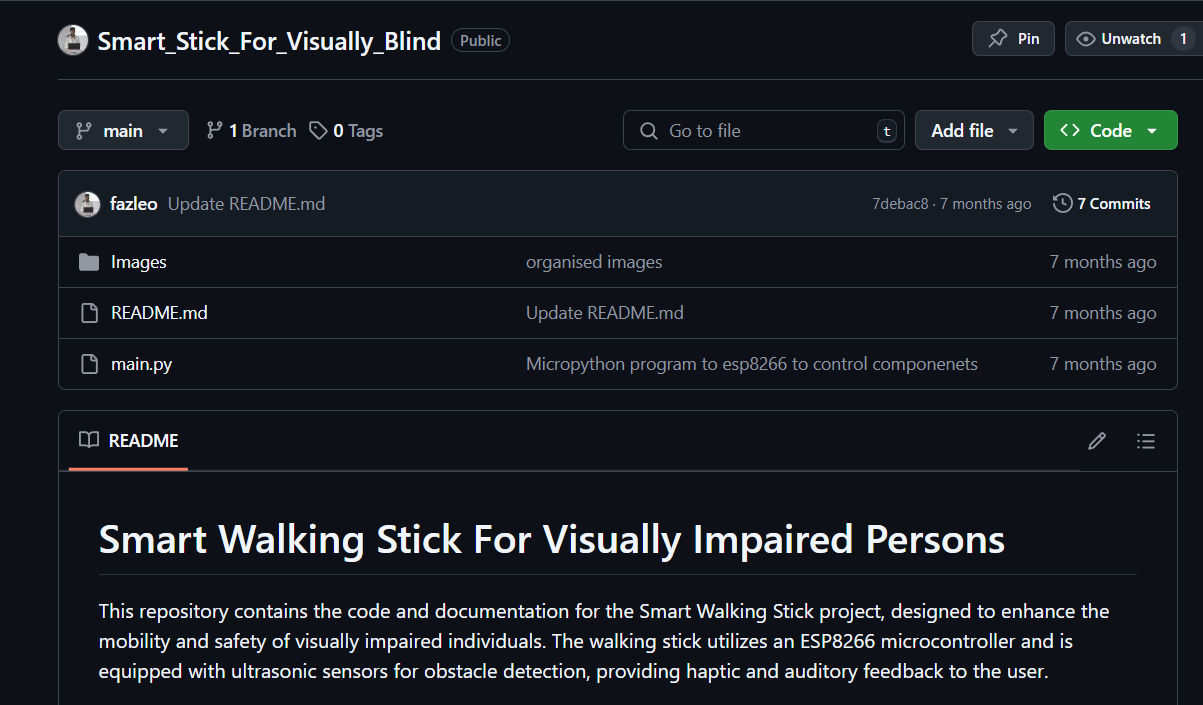 Smart_Stick_For_Visually_Blind Public Pin Unwatch 1
main 1 Branch 0 Tags Go to file t Add file Code
fazleo Update README.md 7debac8 · 7 months ago 7 Commits
Images organised images 7 months ago
README.md Update README.md 7 months ago
main.py Micropython program to esp8266 to control componenets 7 months ago
README
Smart Walking Stick For Visually Impaired Persons
This repository contains the code and documentation for the Smart Walking Stick project, designed to enhance the
mobility and safety of visually impaired individuals. The walking stick utilizes an ESP8266 microcontroller and is
equipped with ultrasonic sensors for obstacle detection, providing haptic and auditory feedback to the user.